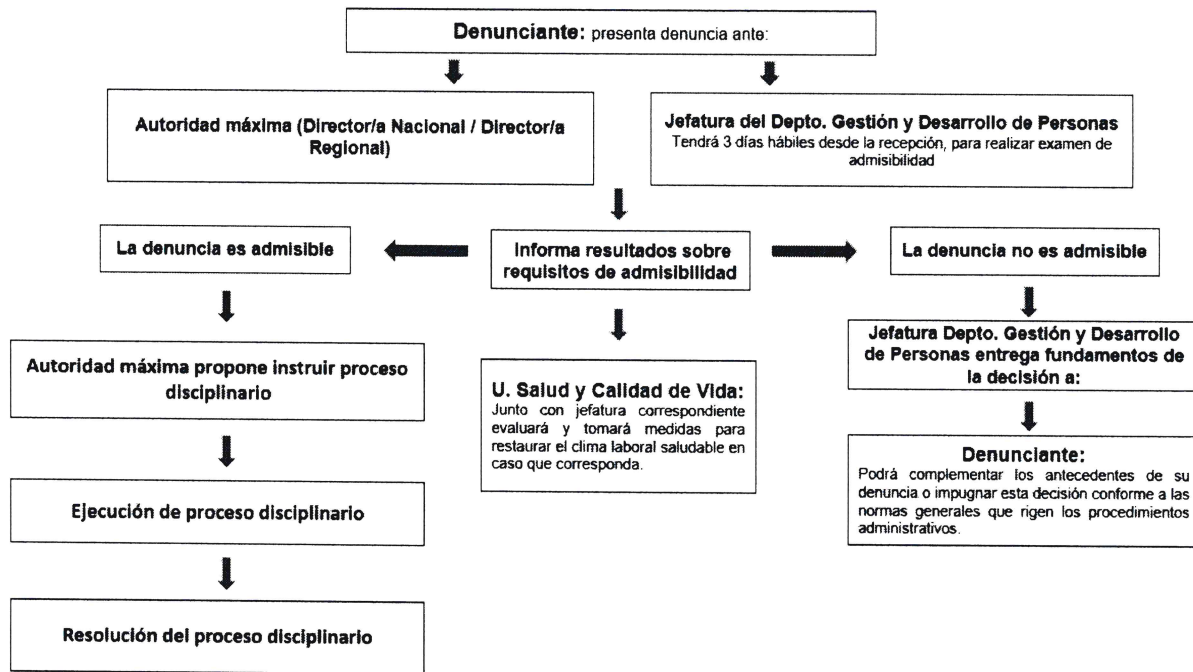 Denunciante: presenta denuncia ante:
Autoridad máxima (Director/a Nacional / Director/a
Regional)
Jefatura del Depto. Gestión y Desarrollo de Personas
Tendrá 3 días hábiles desde la recepción, para realizar examen de
admisibilidad
La denuncia es admisible
Informa resultados sobre
requisitos de admisibilidad
La denuncia no es admisible
Autoridad máxima propone instruir proceso
disciplinario
U. Salud y Calidad de Vida:
Junto con jefatura correspondiente
evaluará y tomará medidas para
restaurar el clima laboral saludable en
caso que corresponda.
Jefatura Depto. Gestión y Desarrollo
de Personas entrega fundamentos de
la decisión a:
Denunciante:
Podrá complementar los antecedentes de su
denuncia o impugnar esta decisión conforme a las
normas generales que rigen los procedimientos
administrativos.
Ejecución de proceso disciplinario
Resolución del proceso disciplinario